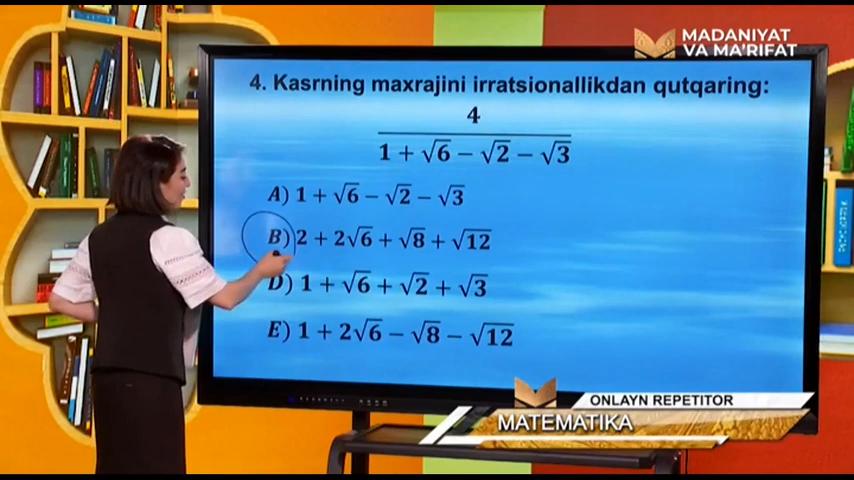 MADANIYAT
VA MA'RIFAT
4. Kasrning maxrajini irratsionallikdan qutqaring:
4
1 + √6 − √2 − √3
A) 1 + √6 − √2 − √3
B) 2 + 2√6 + √8 + √12
D) 1 + √6 + √2 + √3
E) 1 + 2√6 − √8 − √12
ONLAYN REPETITOR
MATEMATIKA